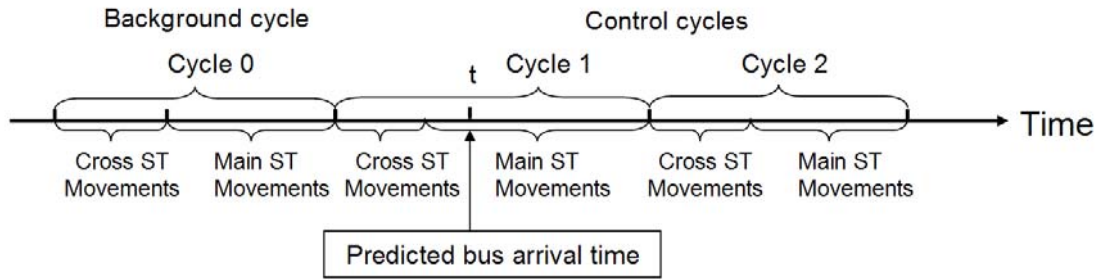 Background cycle
Control cycles
Cycle 0
t
Cycle 1
Cycle 2
Time
Cross ST
Movements
Main ST
Movements
Cross ST
Movements
Main ST
Movements
Cross ST
Movements
Main ST
Movements
Predicted bus arrival time